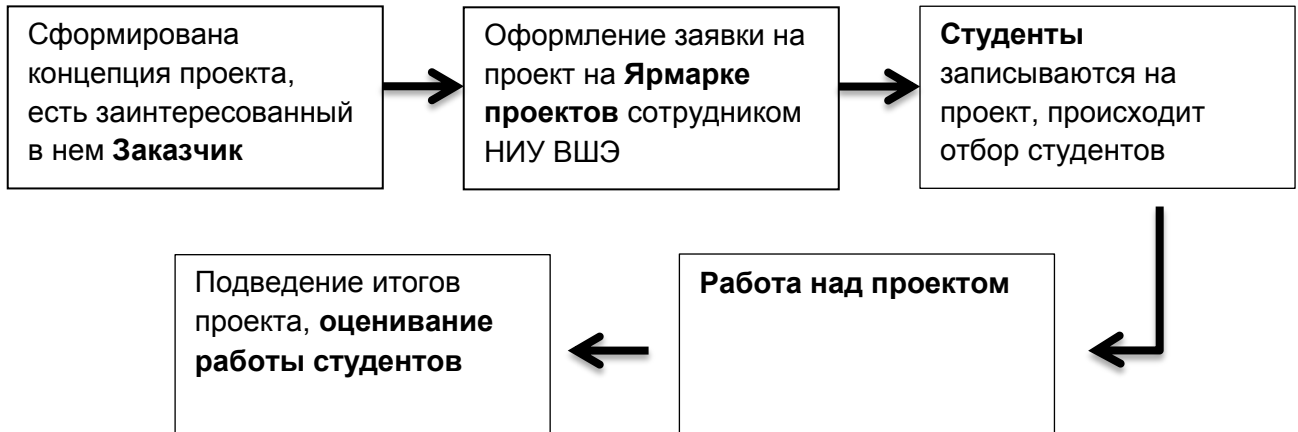 Сформирована
концепция проекта,
есть заинтересованный
в нем Заказчик
Оформление заявки на
проект на Ярмарке
проектов сотрудником
НИУ ВШЭ
Студенты
записываются на
проект, происходит
отбор студентов
Подведение итогов
проекта, оценивание
работы студентов
Работа над проектом